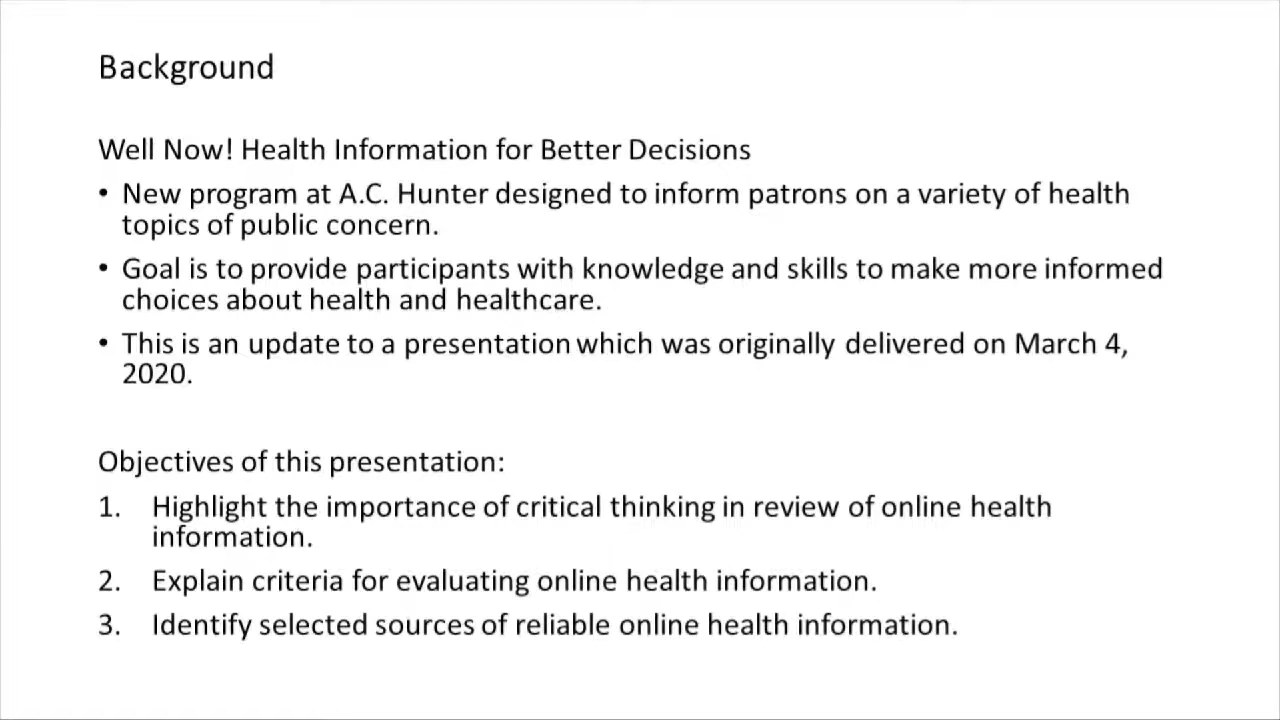 Background
Well Now! Health Information for Better Decisions
• New program at A.C. Hunter designed to inform patrons on a variety of health
topics of public concern.
• Goal is to provide participants with knowledge and skills to make more informed
choices about health and healthcare.
• This is an update to a presentation which was originally delivered on March 4,
2020.
Objectives of this presentation:
1. Highlight the importance of critical thinking in review of online health
information.
2. Explain criteria for evaluating online health information.
3. Identify selected sources of reliable online health information.